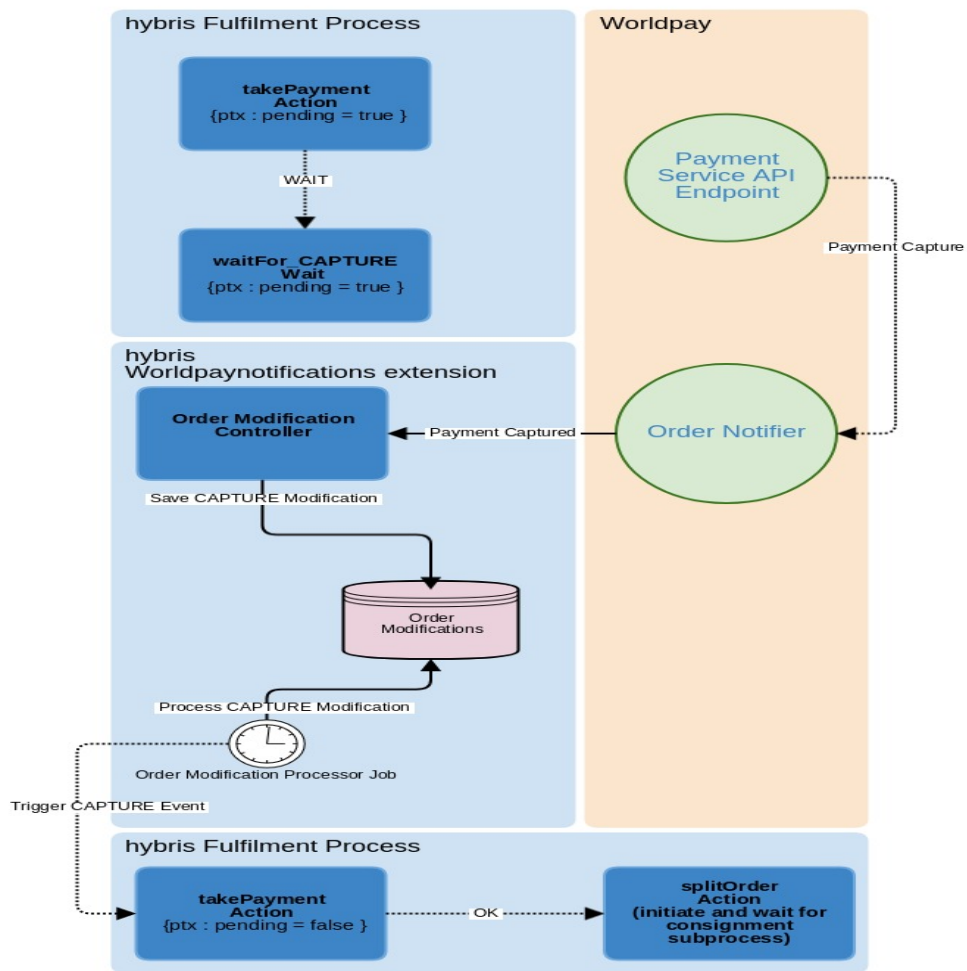 hybris Fulfilment Process
takePayment
Action
{ptx : pending = true }
WAIT
waitFor_CAPTURE
Wait
{ptx : pending = true }
Worldpay
Payment
Service API
Endpoint
Payment Capture
Order Notifier
Payment Captured
hybris
Worldpaynotifications extension
Order Modification
Controller
Save CAPTURE Modification
Order
Modifications
Process CAPTURE Modification
Order Modification Processor Job
Trigger CAPTURE Event
hybris Fulfilment Process
takePayment
Action
{ptx : pending = false }
OK
splitOrder
Action
(initiate and wait for
consignment
subprocess)